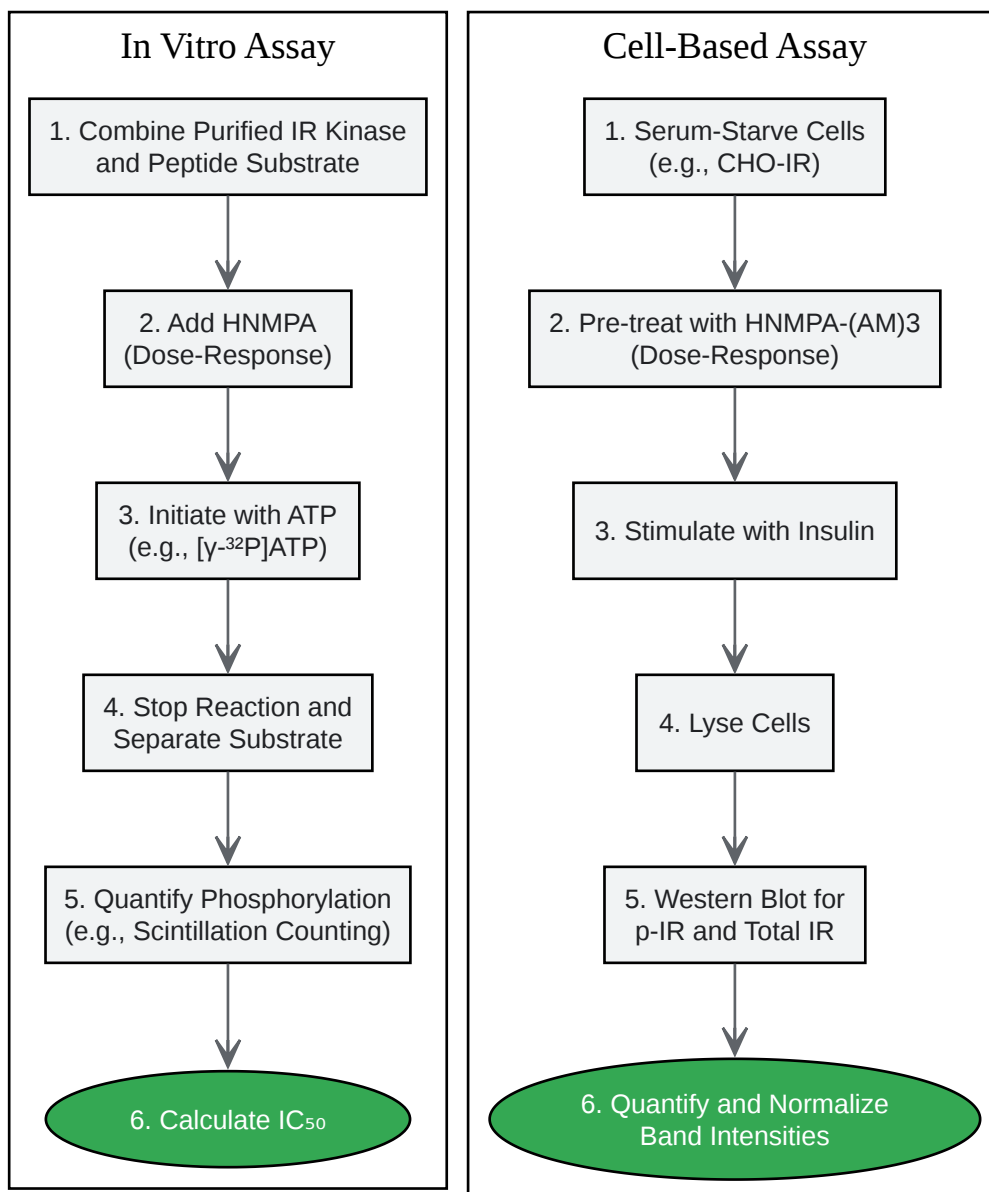 In Vitro Assay
1. Combine Purified IR Kinase
and Peptide Substrate
2. Add HNMPA
(Dose-Response)
3. Initiate with ATP
(e.g., [γ-³²P]ATP)
4. Stop Reaction and
Separate Substrate
5. Quantify Phosphorylation
(e.g., Scintillation Counting)
6. Calculate IC₅₀
Cell-Based Assay
1. Serum-Starve Cells
(e.g., CHO-IR)
2. Pre-treat with HNMPA-(AM)3
(Dose-Response)
3. Stimulate with Insulin
4. Lyse Cells
5. Western Blot for
p-IR and Total IR
6. Quantify and Normalize
Band Intensities